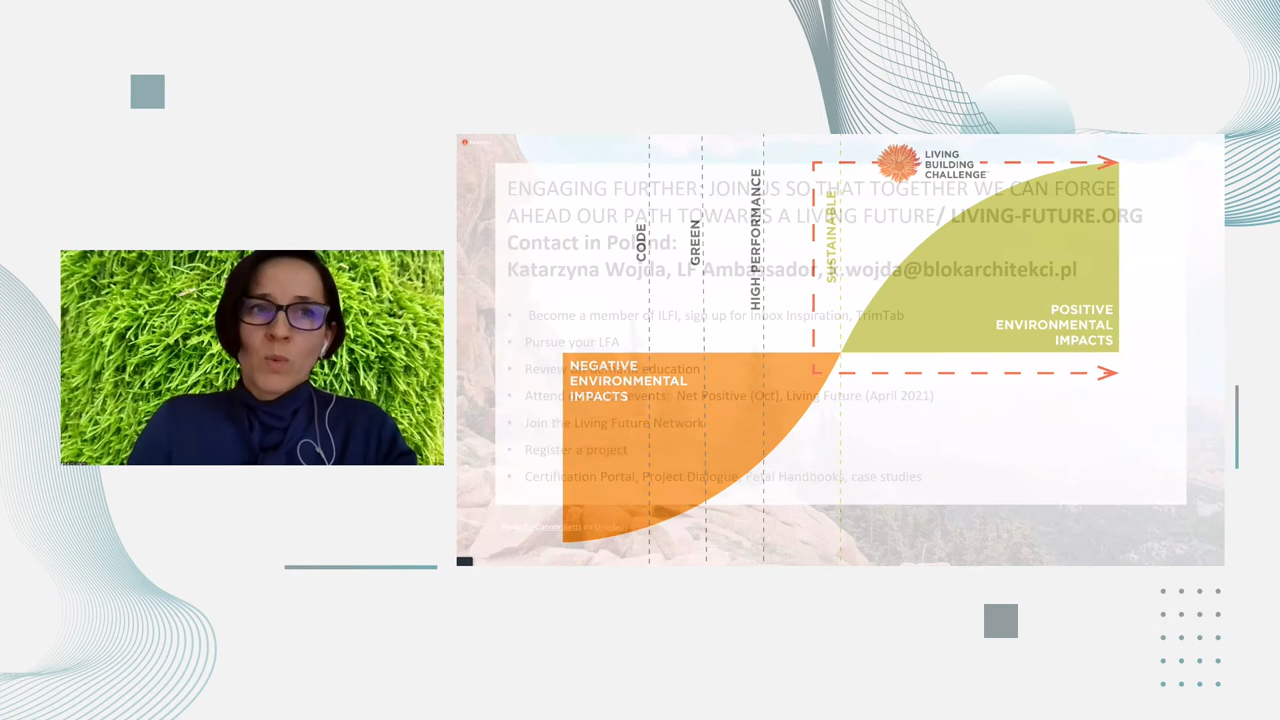 LIVING
BUILDING
CHALLENGE
CODE
GREEN
HIGH PERFORMANCE
SUSTAINABLE
ENGAGING FURTHER: JOIN US SO THAT TOGETHER WE CAN FORGE
AHEAD OUR PATH TOWARDS A LIVING FUTURE/ LIVING-FUTURE.ORG
Contact in Poland:
Katarzyna Wojda, LF Ambassador, k.wojda@blokarchitekci.pl
• Become a member of ILFI, sign up for Inbox Inspiration, TrimTab
• Pursue your LFA
• Review education
• Attend events: Net Positive (Oct), Living Future (April 2021)
• Join the Living Future Network
• Register a project
• Certification Portal, Project Dialogue, Petal Handbooks, case studies
NEGATIVE
ENVIRONMENTAL
IMPACTS
POSITIVE
ENVIRONMENTAL
IMPACTS